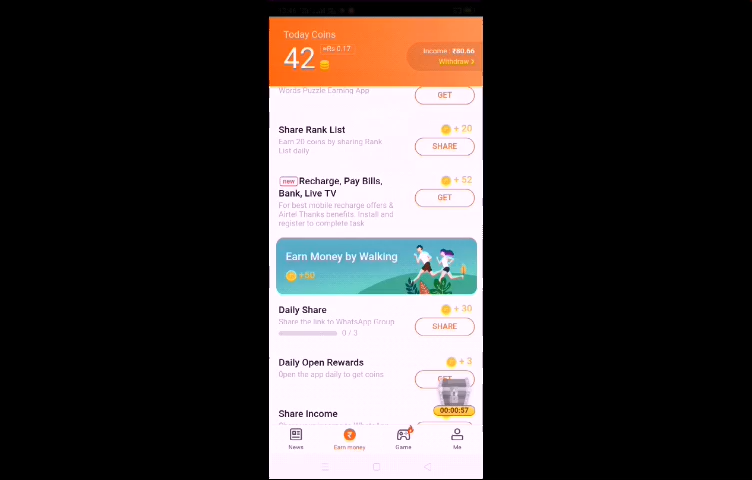 Today Coins
42 ≈Rs 0.17
Income : ₹80.66
Withdraw >
Words Puzzle Earning App
GET
Share Rank List
+ 20
Earn 20 coins by sharing Rank
List daily
SHARE
new Recharge, Pay Bills,
Bank, Live TV
+ 52
For best mobile recharge offers &
Airtel Thanks benefits. Install and
register to complete task
GET
Earn Money by Walking
+50
Daily Share
+ 30
Share the link to WhatsApp Group
0 / 3
SHARE
Daily Open Rewards
+ 3
Open the app daily to get coins
GET
00:00:57
Share Income
News
Earn money
Game
Me